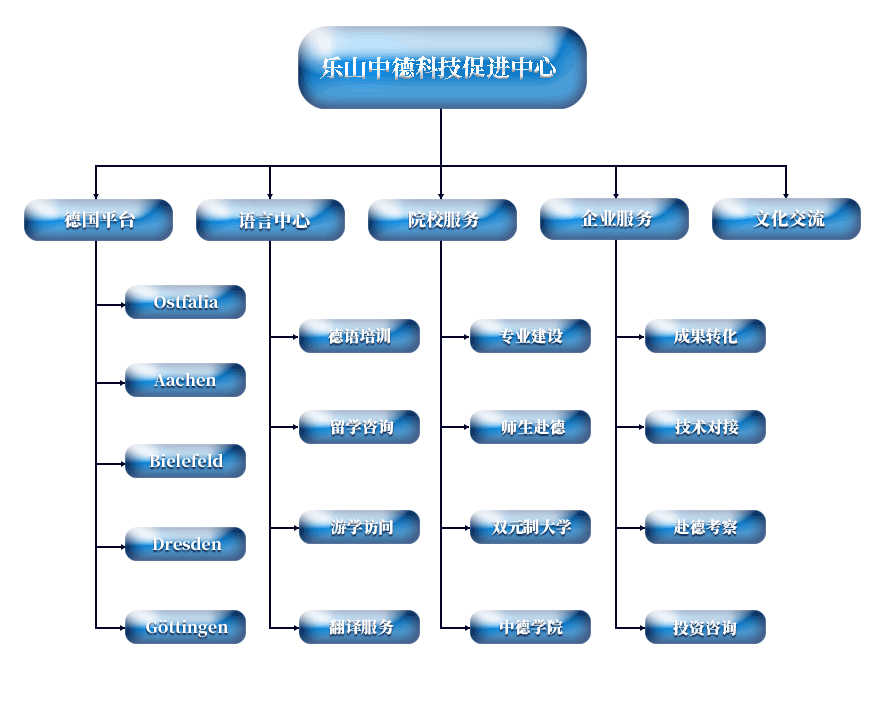 乐山中德科技促进中心
德国平台
语言中心
院校服务
企业服务
文化交流
Ostfalia
Aachen
Bielefeld
Dresden
Göttingen
德语培训
留学咨询
游学访问
翻译服务
专业建设
师生赴德
双元制大学
中德学院
成果转化
技术对接
赴德考察
投资咨询